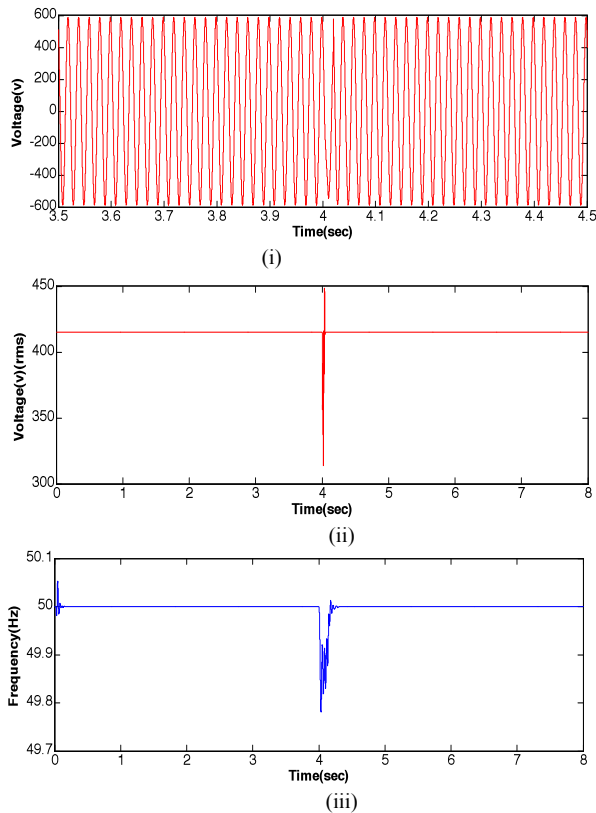 600
400
200
0
-200
-400
-600
Voltage(v)
3.5 3.6 3.7 3.8 3.9 4 4.1 4.2 4.3 4.4 4.5
Time(sec)
(i)
450
400
350
300
Voltage(v)(rms)
0 1 2 3 4 5 6 7 8
Time(sec)
(ii)
50.1
50
49.9
49.8
49.7
Frequency(Hz)
0 1 2 3 4 5 6 7 8
Time(sec)
(iii)